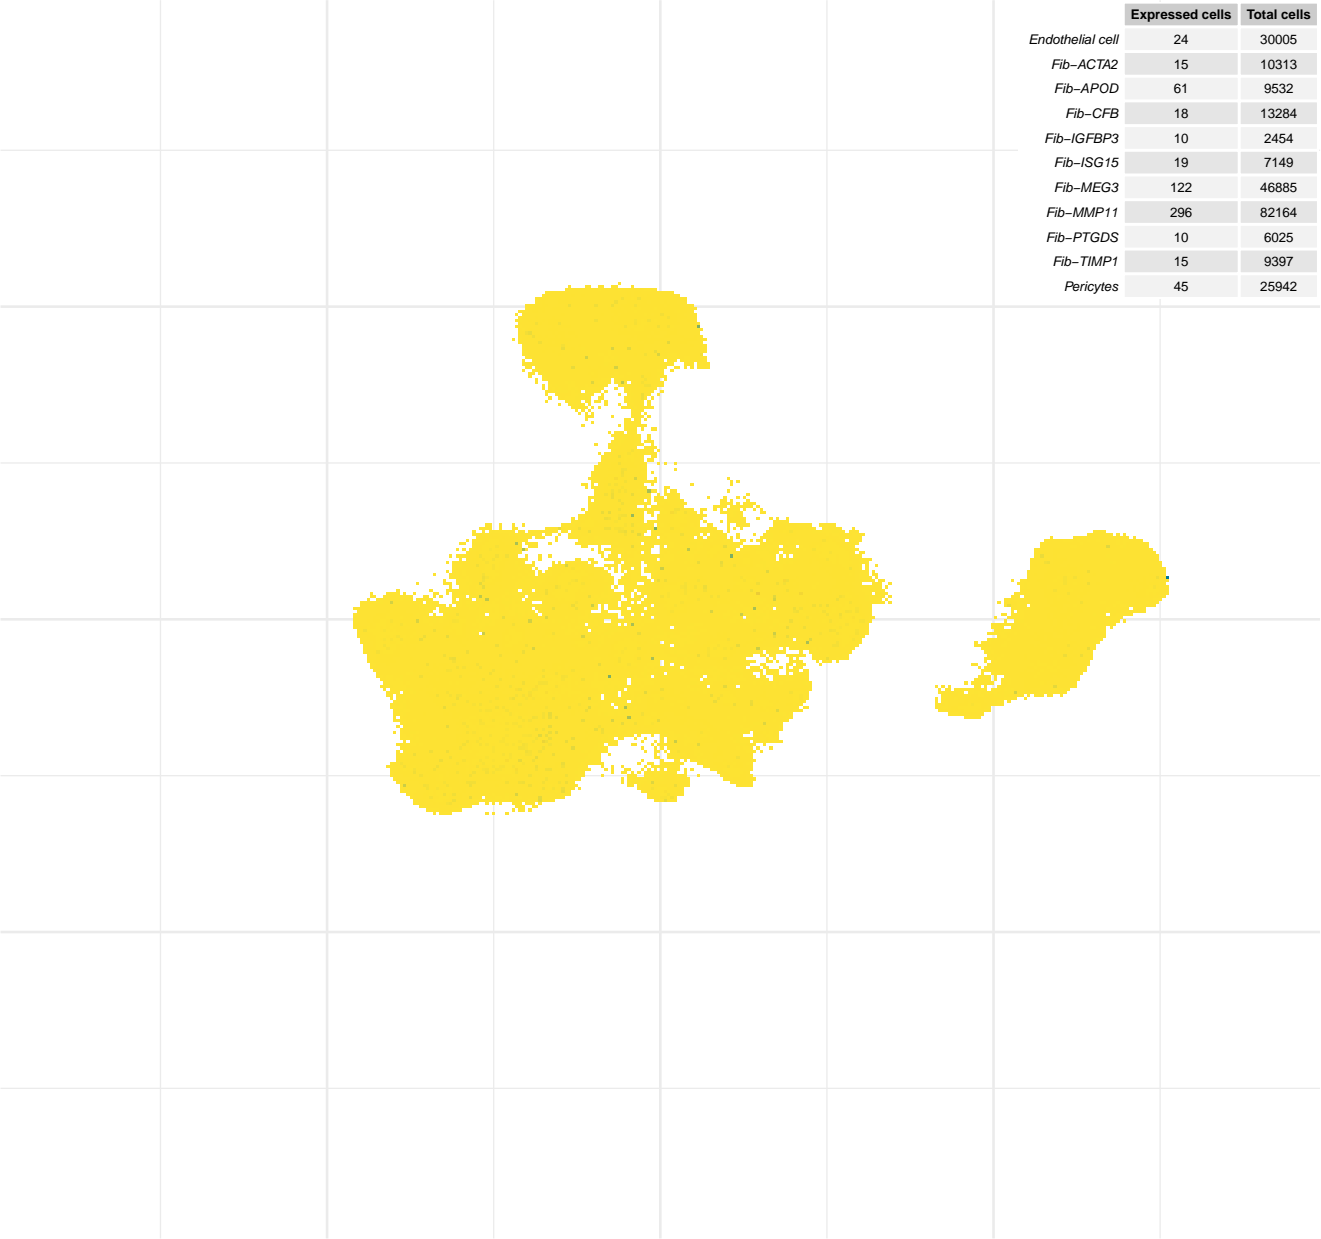 Expressed cells Total cells
Endothelial cell 24 30005
Fib−ACTA2 15 10313
Fib−APOD 61 9532
Fib−CFB 18 13284
Fib−IGFBP3 10 2454
Fib−ISG15 19 7149
Fib−MEG3 122 46885
Fib−MMP11 296 82164
Fib−PTGDS 10 6025
Fib−TIMP1 15 9397
Pericytes 45 25942